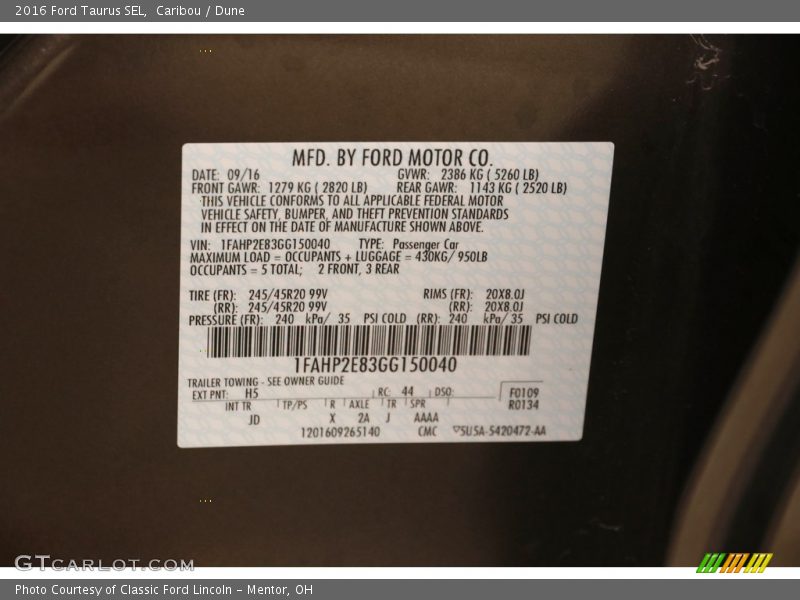 2016 Ford Taurus SEL, Caribou / Dune
MFD. BY FORD MOTOR CO.
DATE: 09/16 GVWR: 2386 KG ( 5260 LB)
FRONT GAWR: 1279 KG ( 2820 LB) REAR GAWR: 1143 KG ( 2520 LB)
THIS VEHICLE CONFORMS TO ALL APPLICABLE FEDERAL MOTOR
VEHICLE SAFETY, BUMPER, AND THEFT PREVENTION STANDARDS
IN EFFECT ON THE DATE OF MANUFACTURE SHOWN ABOVE.
VIN: 1FAHP2E83GG150040 TYPE: Passenger Car
MAXIMUM LOAD = OCCUPANTS + LUGGAGE = 430KG/ 950LB
OCCUPANTS = 5 TOTAL; 2 FRONT, 3 REAR
TIRE (FR): 245/45R20 99V RIMS (FR): 20X8.0J
(RR): 245/45R20 99V (RR): 20X8.0J
PRESSURE (FR): 240 kPa/ 35 PSI COLD (RR): 240 kPa/ 35 PSI COLD
1FAHP2E83GG150040
TRAILER TOWING - SEE OWNER GUIDE
EXT PNT: H5 RC: 44 DSO: F0109
INT TR TP/PS R AXLE TR SPR R0134
JD X 2A J AAAA
1201609265140 CMC SU5A-5420472-AA
GTCARLOT.COM
Photo Courtesy of Classic Ford Lincoln - Mentor, OH